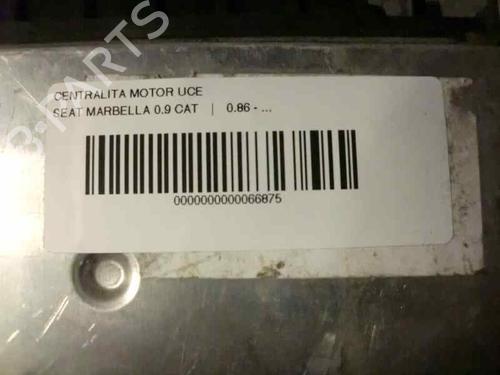 B-PARTS
CENTRALITA MOTOR UCE
SEAT MARBELLA 0.9 CAT | 0.86 - ...
0000000000066875